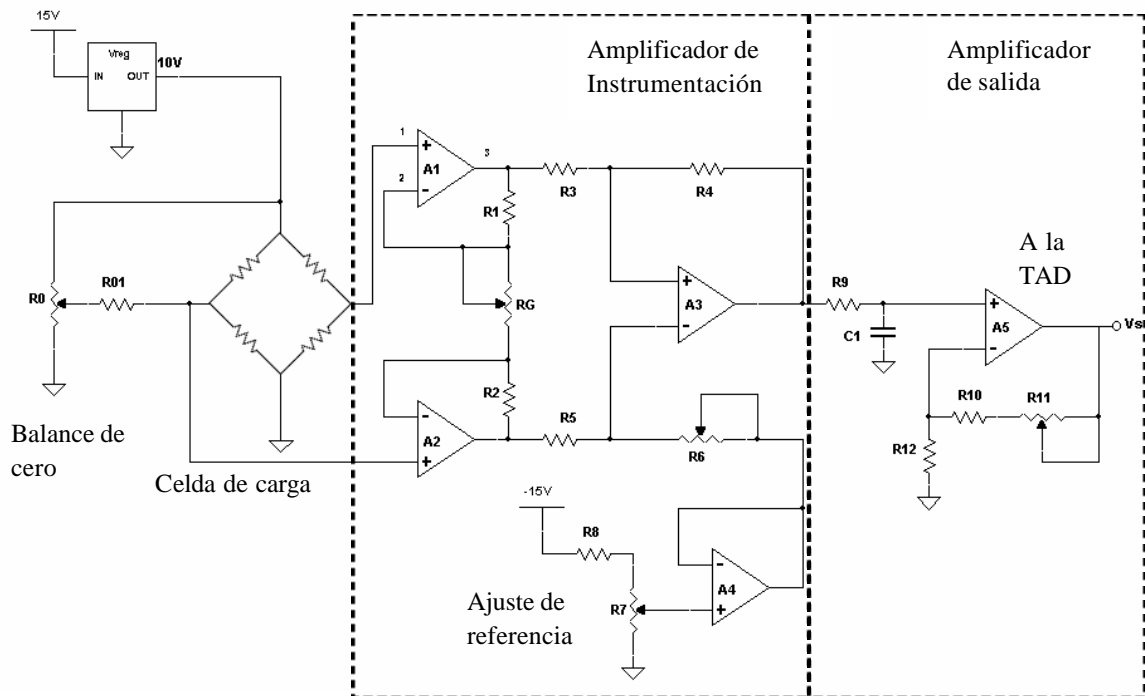 15V
Vreg
IN OUT
10V
R0
R01
Balance de
cero
Celda de carga
Amplificador de
Instrumentación
1
2
3
+
A1
-
R1
RG
R2
-
A2
+
R3
R4
+
A3
-
R5
R6
-15V
R8
R7
-
A4
+
Ajuste de
referencia
Amplificador
de salida
A la
TAD
R9
C1
+
A5
-
R10
R11
R12